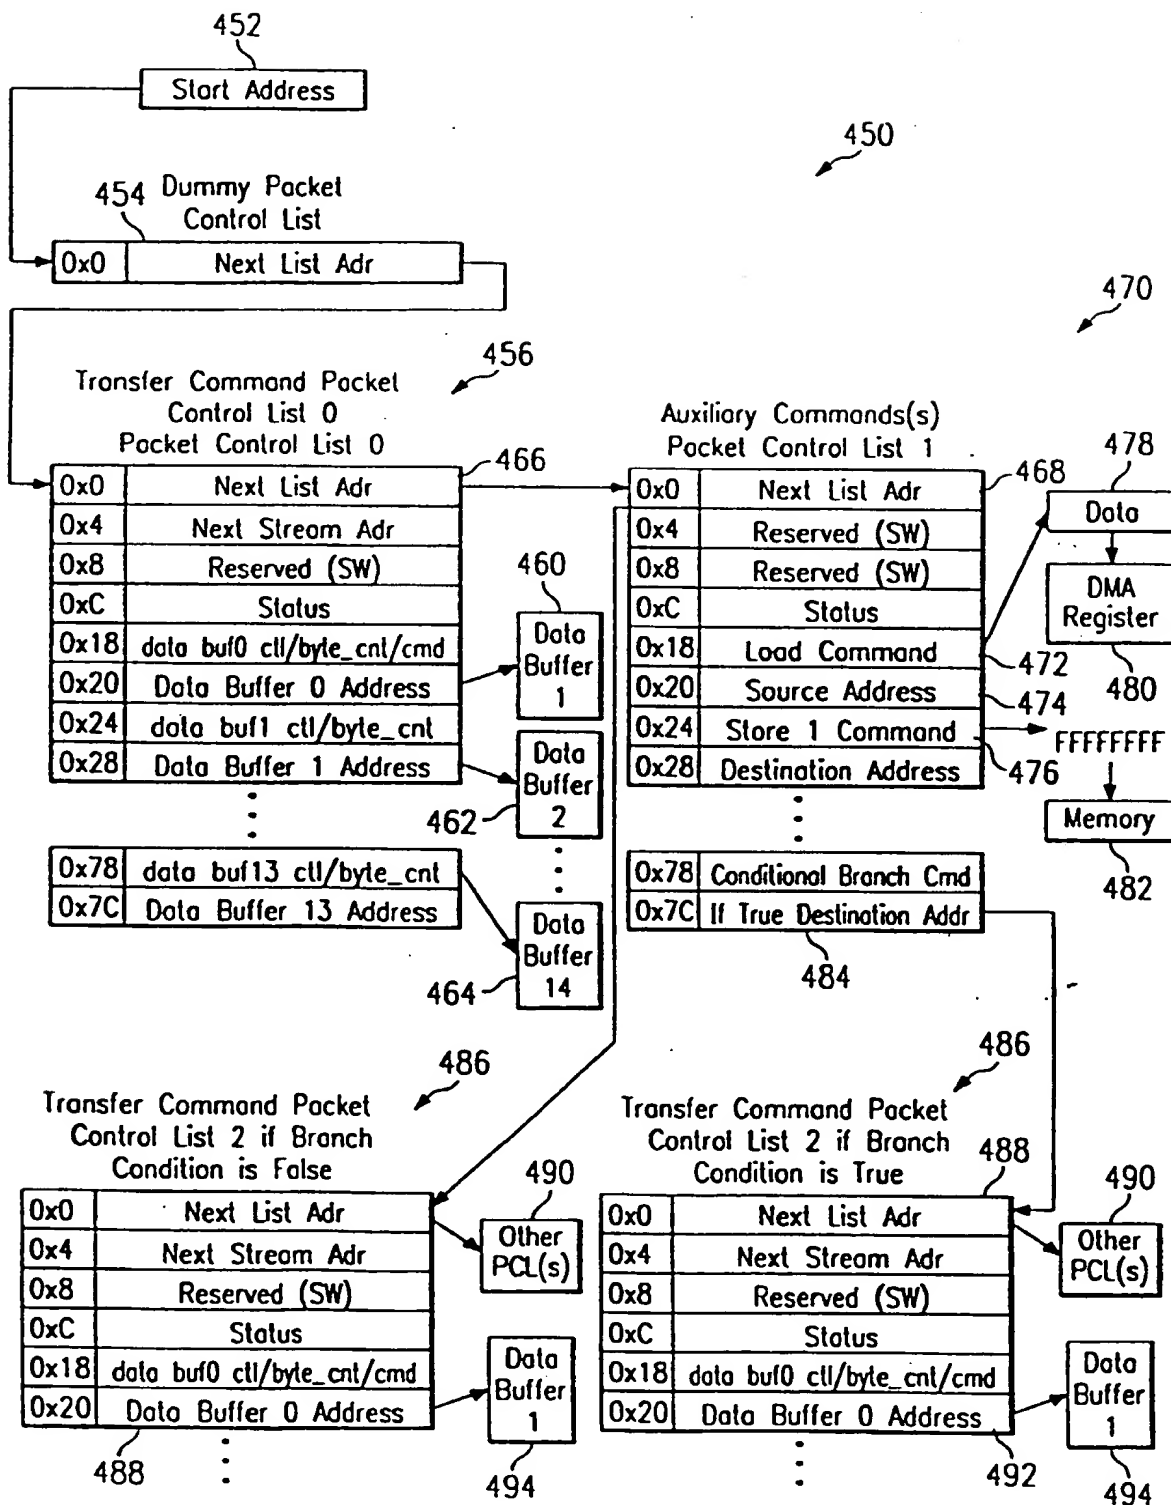 452
Start Address
450
454
Dummy Packet
Control List
0x0 Next List Adr
470
456
Transfer Command Packet
Control List 0
Packet Control List 0
466
0x0 Next List Adr
0x4 Next Stream Adr
0x8 Reserved (SW)
0xC Status
0x18 data buf0 ctl/byte_cnt/cmd
0x20 Data Buffer 0 Address
0x24 data buf1 ctl/byte_cnt
0x28 Data Buffer 1 Address
0x78 data buf13 ctl/byte_cnt
0x7C Data Buffer 13 Address
460
Data
Buffer
1
Data
Buffer
2
462
Data
Buffer
14
464
Auxiliary Commands(s)
Packet Control List 1
468
0x0 Next List Adr
0x4 Reserved (SW)
0x8 Reserved (SW)
0xC Status
0x18 Load Command
472
0x20 Source Address
474
0x24 Store 1 Command
476
0x28 Destination Address
0x78 Conditional Branch Cmd
0x7C If True Destination Addr
484
478
Data
DMA
Register
480
FFFFFFFF
Memory
482
486
Transfer Command Packet
Control List 2 if Branch
Condition is False
0x0 Next List Adr
0x4 Next Stream Adr
0x8 Reserved (SW)
0xC Status
0x18 data buf0 ctl/byte_cnt/cmd
0x20 Data Buffer 0 Address
488
490
Other
PCL(s)
Data
Buffer
1
494
486
Transfer Command Packet
Control List 2 if Branch
Condition is True
488
0x0 Next List Adr
0x4 Next Stream Adr
0x8 Reserved (SW)
0xC Status
0x18 data buf0 ctl/byte_cnt/cmd
0x20 Data Buffer 0 Address
492
490
Other
PCL(s)
Data
Buffer
1
494